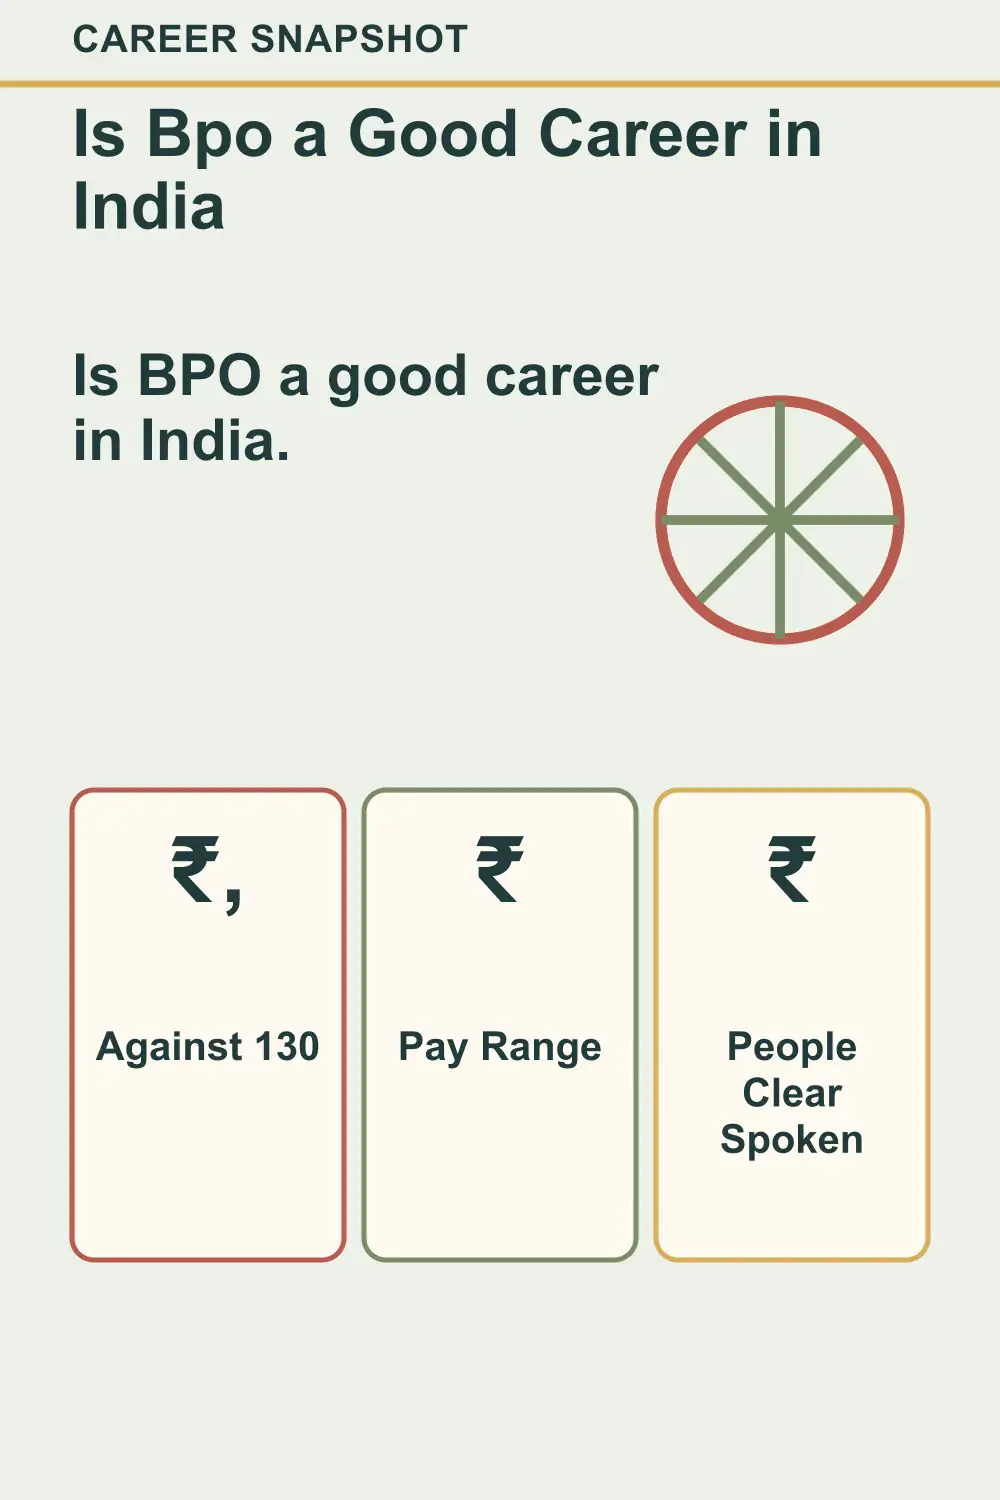 CAREER SNAPSHOT
Is Bpo a Good Career in
India
Is BPO a good career
in India.
₹,
Against 130
₹
Pay Range
₹
People
Clear
Spoken